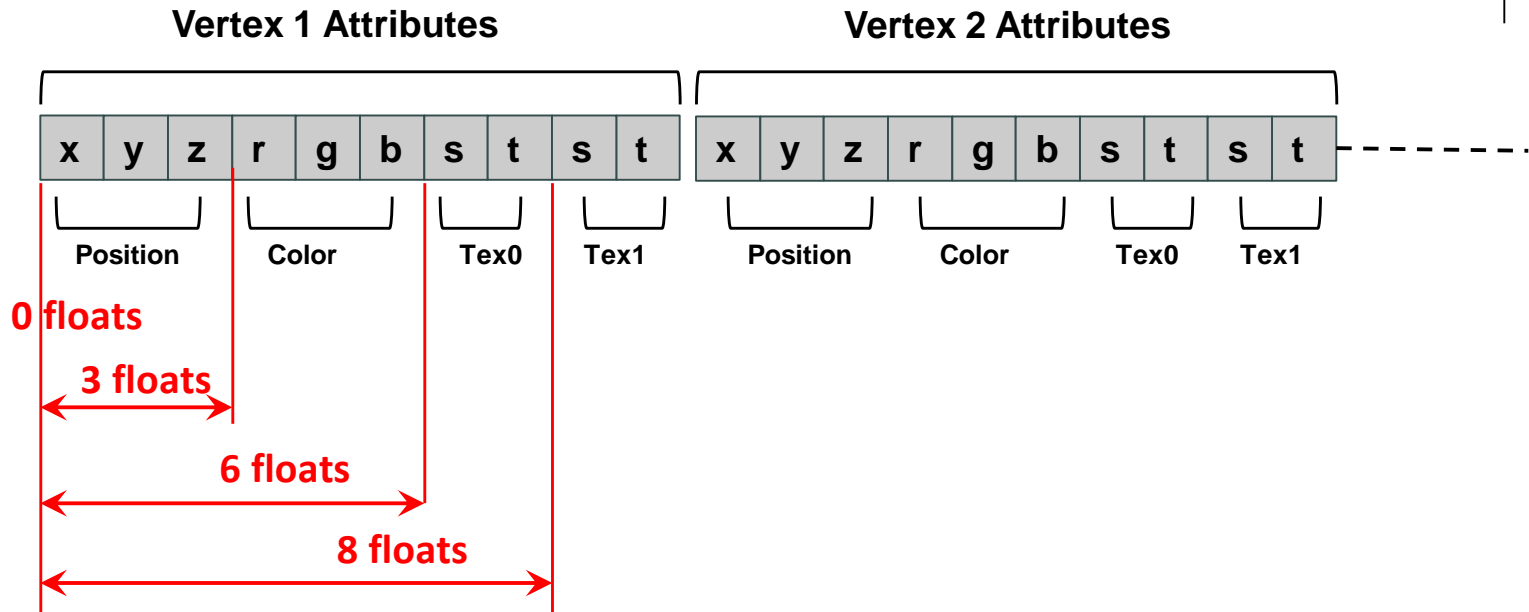 Vertex 1 Attributes Vertex 2 Attributes
x y z r g b s t s t x y z r g b s t s t
Position Color Tex0 Tex1 Position Color Tex0 Tex1
0 floats
3 floats
6 floats
8 floats